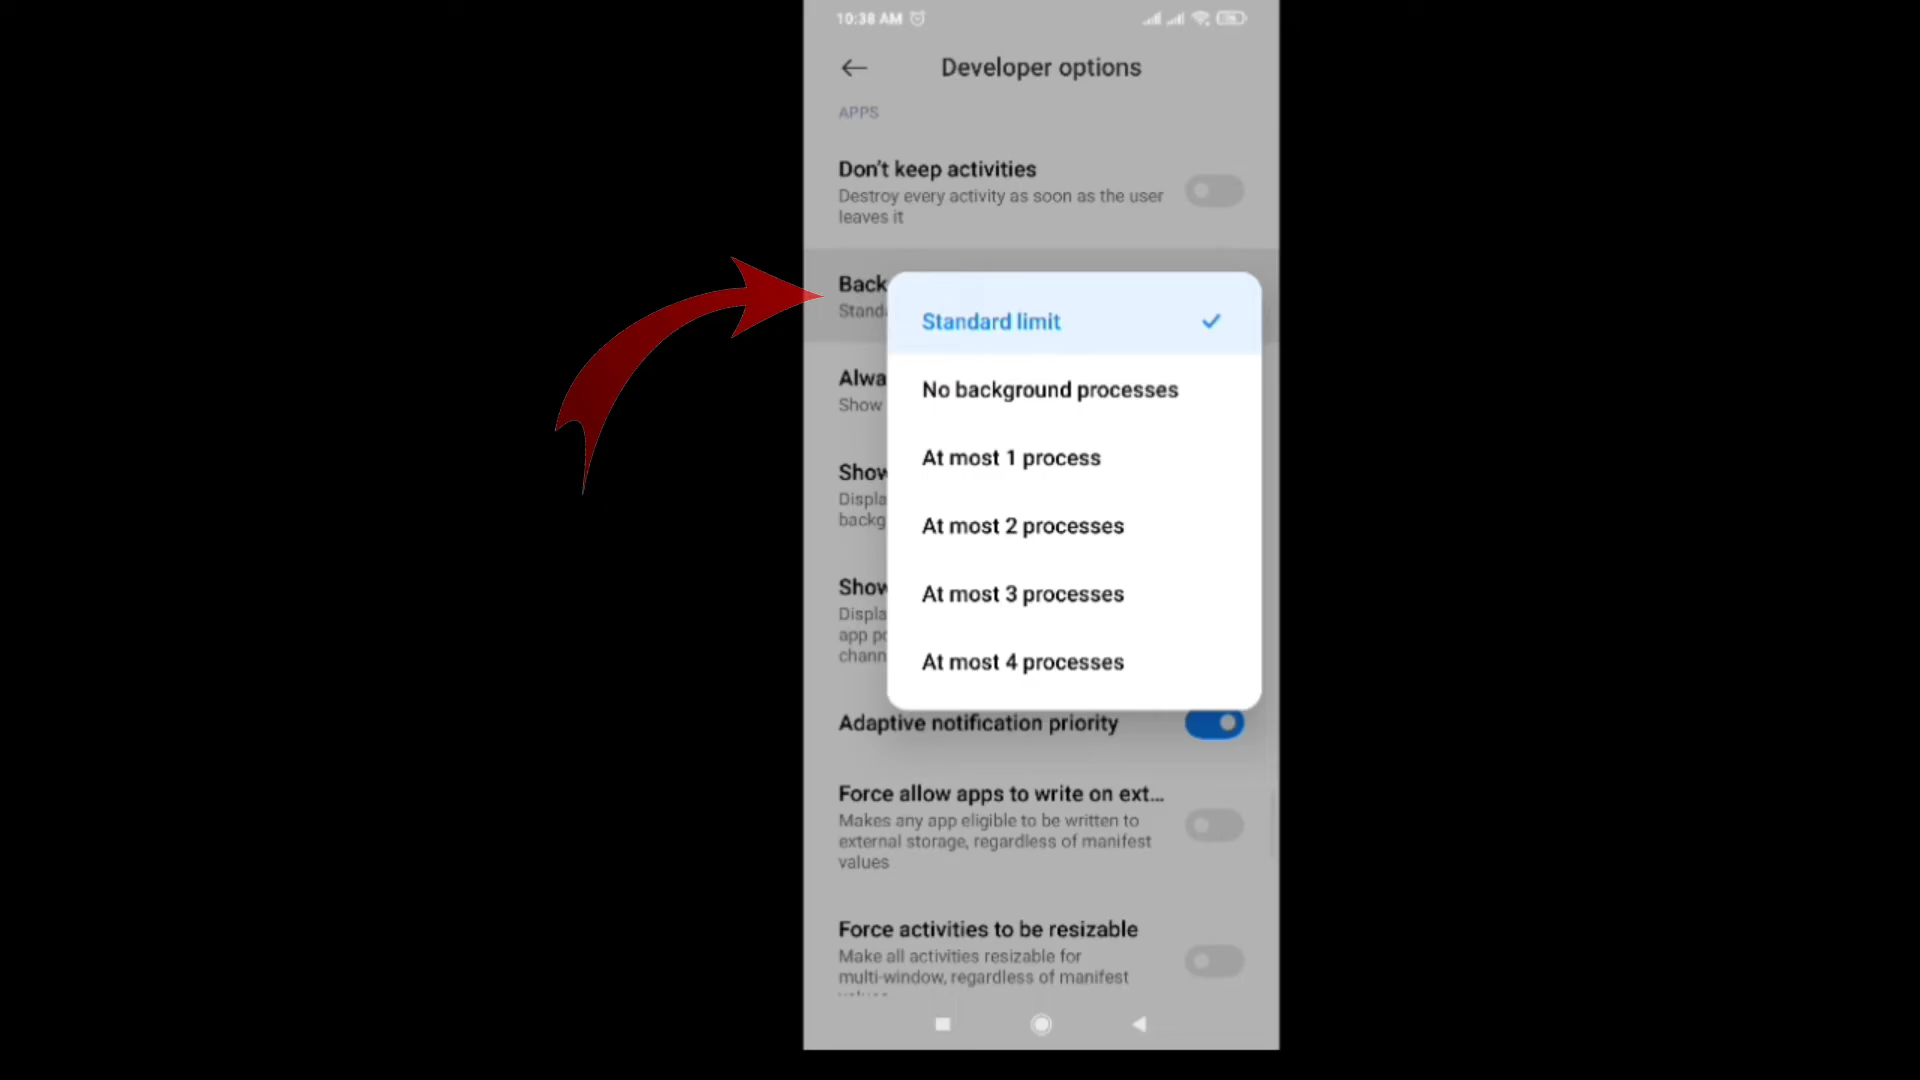 10:38 AM
Developer options
APPS
Don't keep activities
Destroy every activity as soon as the user
leaves it
Back
Stand
Standard limit
No background processes
Alwa
Show
At most 1 process
Show
Displa
backg
At most 2 processes
Show
Displa
app po
chann
At most 3 processes
At most 4 processes
Adaptive notification priority
Force allow apps to write on ext...
Makes any app eligible to be written to
external storage, regardless of manifest
values
Force activities to be resizable
Make all activities resizable for
multi-window, regardless of manifest